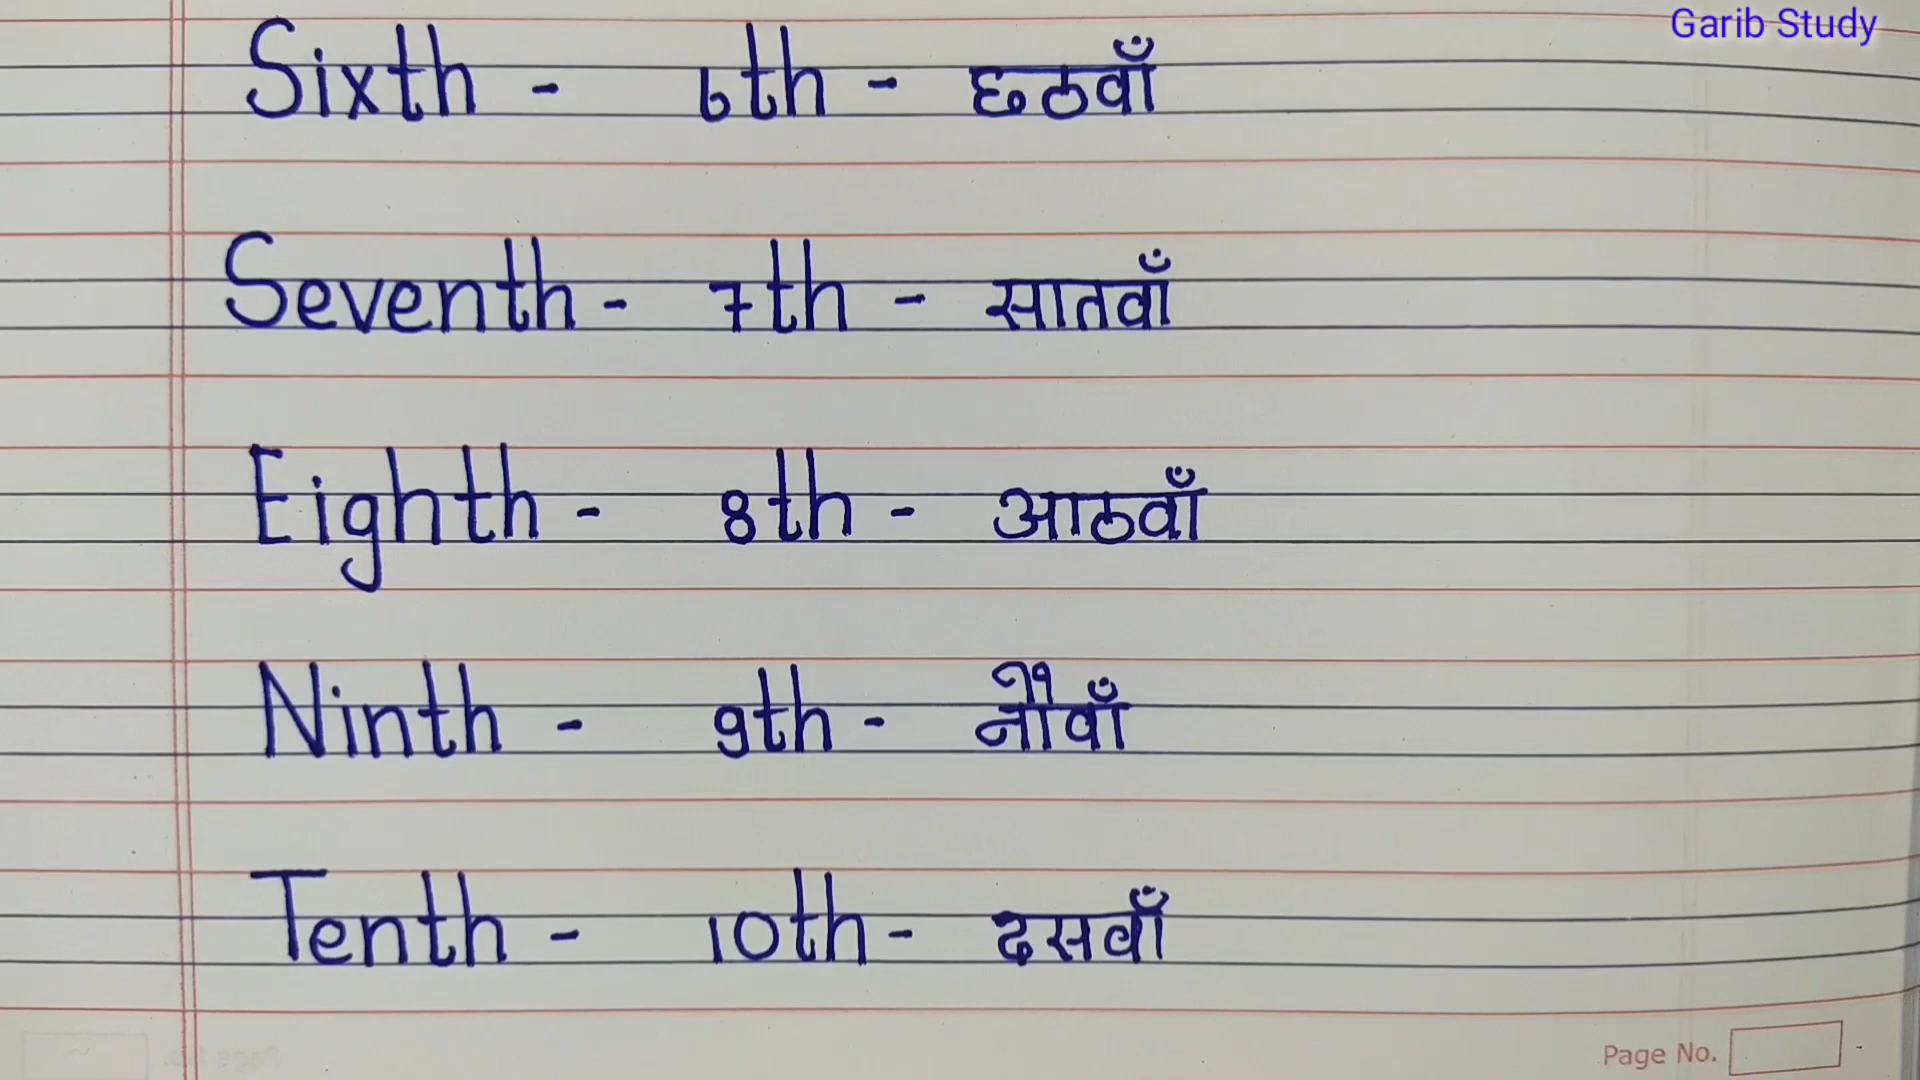 Garib Study
Sixth - 6th - छठवाँ
Seventh - 7th - सातवाँ
Eighth - 8th - आठवाँ
Ninth - 9th - नौवाँ
Tenth - 10th - दसवाँ
Page No.